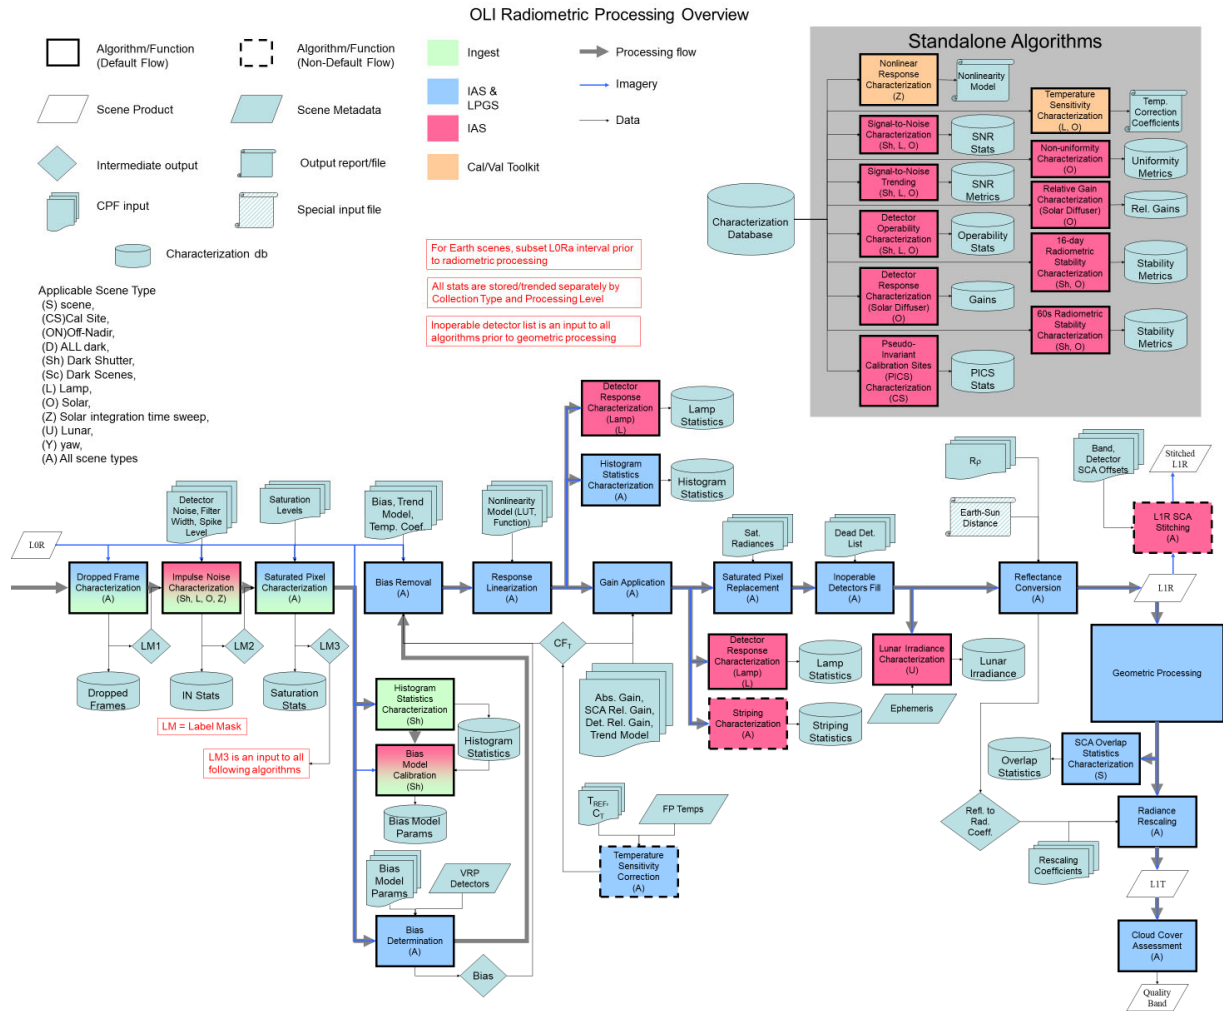 OLI Radiometric Processing Overview
Algorithm/Function
(Default Flow)
Algorithm/Function
(Non-Default Flow)
Ingest
Processing flow
Scene Product
Scene Metadata
IAS &
LPGS
Imagery
IAS
Data
Intermediate output
Output report/file
Cal/Val Toolkit
CPF input
Special input file
Characterization db
Applicable Scene Type
(S) scene,
(CS)Cal Site,
(ON)Off-Nadir,
(D) ALL dark,
(Sh) Dark Shutter,
(Sc) Dark Scenes,
(L) Lamp,
(O) Solar,
(Z) Solar integration time sweep,
(U) Lunar,
(Y) yaw,
(A) All scene types
For Earth scenes, subset L0Ra interval prior
to radiometric processing
All stats are stored/trended separately by
Collection Type and Processing Level
Inoperable detector list is an input to all
algorithms prior to geometric processing
Standalone Algorithms
Characterization
Database
Nonlinear
Response
Characterization
(Z)
Nonlinearity
Model
Temperature
Sensitivity
Characterization
(L, O)
Temp.
Correction
Coefficients
Signal-to-Noise
Characterization
(Sh, L, O)
SNR
Stats
Non-uniformity
Characterization
(O)
Uniformity
Metrics
Signal-to-Noise
Trending
(Sh, L, O)
SNR
Metrics
Relative Gain
Characterization
(Solar Diffuser)
(O)
Rel. Gains
Detector
Operability
Characterization
(Sh, L, O)
Operability
Stats
16-day
Radiometric
Stability
Characterization
(Sh, O)
Stability
Metrics
Detector
Response
Characterization
(Solar Diffuser)
(O)
Gains
60s Radiometric
Stability
Characterization
(Sh, O)
Stability
Metrics
Pseudo-
Invariant
Calibration Sites
(PICS)
Characterization
(CS)
PICS
Stats
Detector
Response
Characterization
(Lamp)
(L)
Lamp
Statistics
Histogram
Statistics
Characterization
(A)
Histogram
Statistics
Detector
Noise, Filter
Width, Spike
Level
Saturation
Levels
Bias, Trend
Model,
Temp. Coef.
Nonlinearity
Model (LUT,
Function)
Sat.
Radiances
Dead Det.
List
Rρ
Earth-Sun
Distance
Band,
Detector
SCA Offsets
Stitched
L1R
L1R SCA
Stitching
(A)
L0R
Dropped Frame
Characterization
(A)
Impulse Noise
Characterization
(Sh, L, O, Z)
Saturated Pixel
Characterization
(A)
Bias Removal
(A)
Response
Linearization
(A)
Gain Application
(A)
Saturated Pixel
Replacement
(A)
Inoperable
Detectors Fill
(A)
Reflectance
Conversion
(A)
L1R
LM1
LM2
LM3
Dropped
Frames
IN Stats
Saturation
Stats
LM = Label Mask
LM3 is an input to all
following algorithms
Histogram
Statistics
Characterization
(Sh)
Histogram
Statistics
Bias
Model
Calibration
(Sh)
Bias Model
Params
Bias
Model
Params
VRP
Detectors
Bias
Determination
(A)
Bias
CFT
Abs. Gain,
SCA Rel. Gain,
Det. Rel. Gain,
Trend Model
TREF,
CT
FP Temps
Temperature
Sensitivity
Correction
(A)
Detector
Response
Characterization
(Lamp)
(L)
Lamp
Statistics
Striping
Characterization
(A)
Striping
Statistics
Lunar Irradiance
Characterization
(U)
Lunar
Irradiance
Ephemeris
Geometric Processing
SCA Overlap
Statistics
Characterization
(S)
Overlap
Statistics
Refl. to
Rad.
Coeff.
Radiance
Rescaling
(A)
Rescaling
Coefficients
L1T
Cloud Cover
Assessment
(A)
Quality
Band